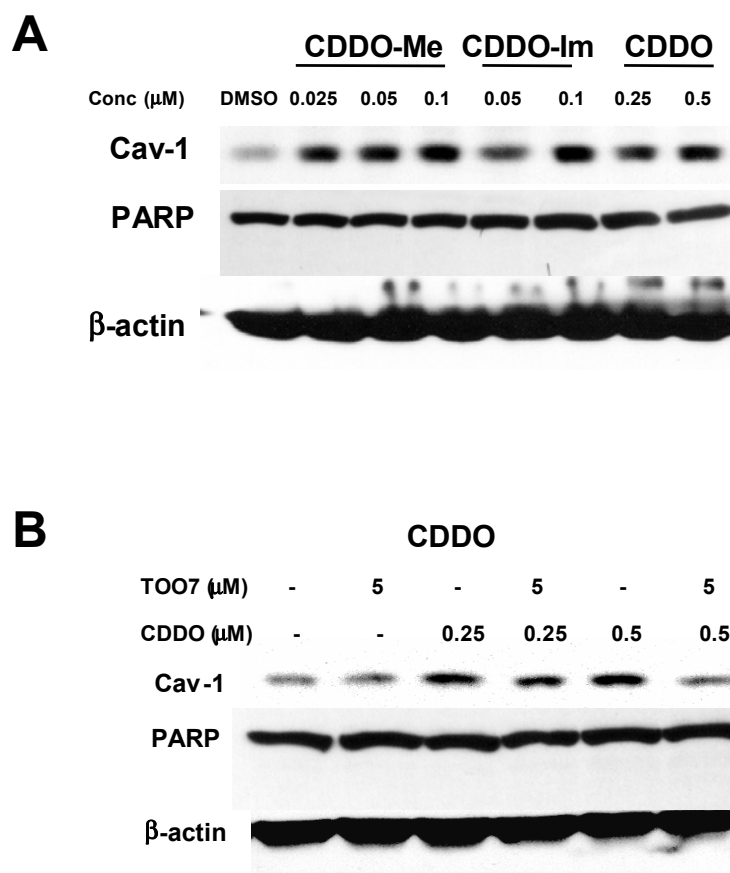 A
CDDO-Me CDDO-Im CDDO
Conc (μM) DMSO 0.025 0.05 0.1 0.05 0.1 0.25 0.5
Cav-1
PARP
β-actin
B
CDDO
TOO7 (μM) - 5 - 5 - 5
CDDO (μM) - - 0.25 0.25 0.5 0.5
Cav-1
PARP
β-actin